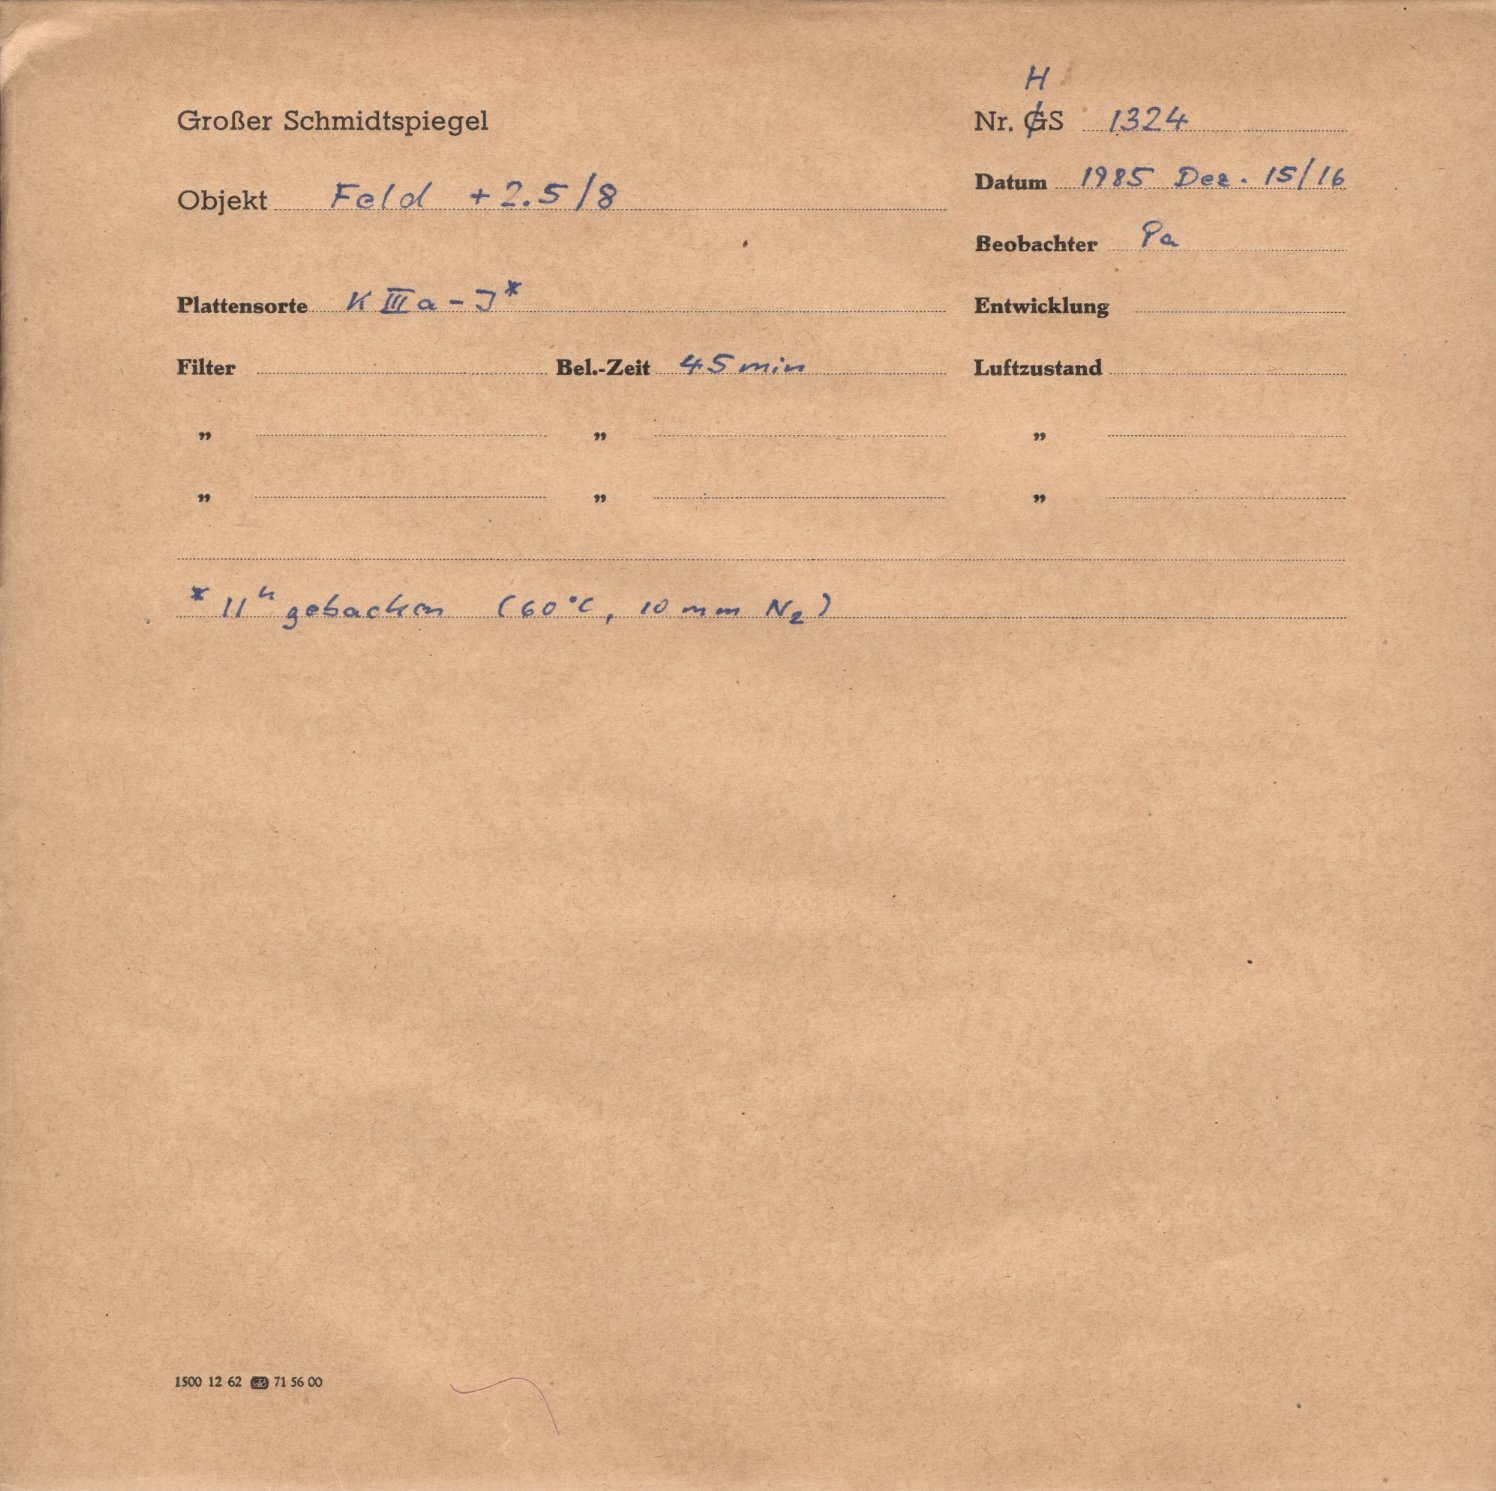 H
Großer Schmidtspiegel Nr. GS 1324
Datum 1985 Dez. 15/16
Objekt Feld +2.5/8
Beobachter Pa
Plattensorte K III a - J* Entwicklung
Filter Bel.-Zeit 45 min Luftzustand
„ „ „
„ „ „
* 11h gebacken (60°C, 10 mm N2)
1500 12 62 71 56 00